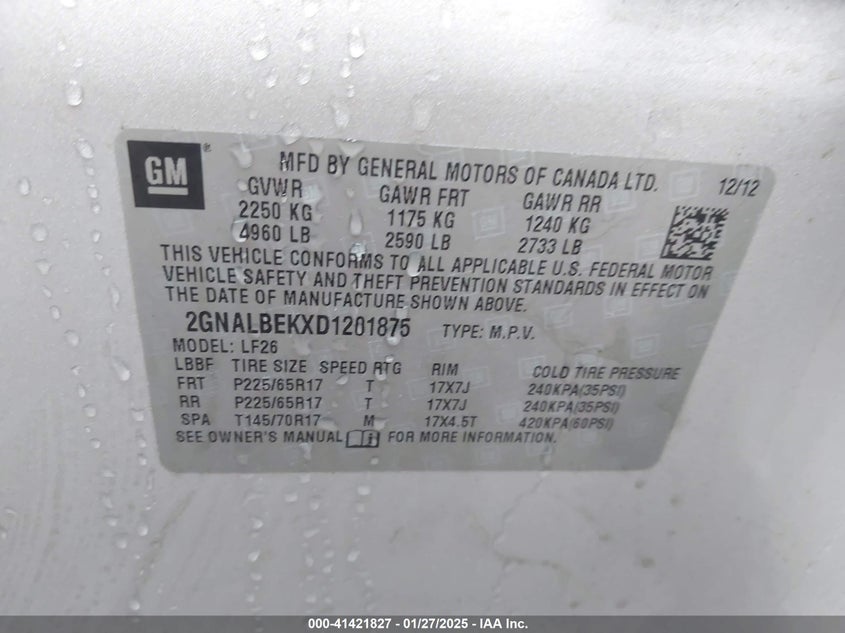 GM ®
MFD BY GENERAL MOTORS OF CANADA LTD. 12/12
GVWR GAWR FRT GAWR RR
2250 KG 1175 KG 1240 KG
4960 LB 2590 LB 2733 LB
THIS VEHICLE CONFORMS TO ALL APPLICABLE U.S. FEDERAL MOTOR
VEHICLE SAFETY AND THEFT PREVENTION STANDARDS IN EFFECT ON
THE DATE OF MANUFACTURE SHOWN ABOVE.
2GNALBEKXD1201875 TYPE: M.P.V.
MODEL: LF26
LBBF TIRE SIZE SPEED RTG RIM COLD TIRE PRESSURE
FRT P225/65R17 T 17X7J 240KPA(35PSI)
RR P225/65R17 T 17X7J 240KPA(35PSI)
SPA T145/70R17 M 17X4.5T 420KPA(60PSI)
SEE OWNER'S MANUAL FOR MORE INFORMATION.
000-41421827 - 01/27/2025 - IAA Inc.